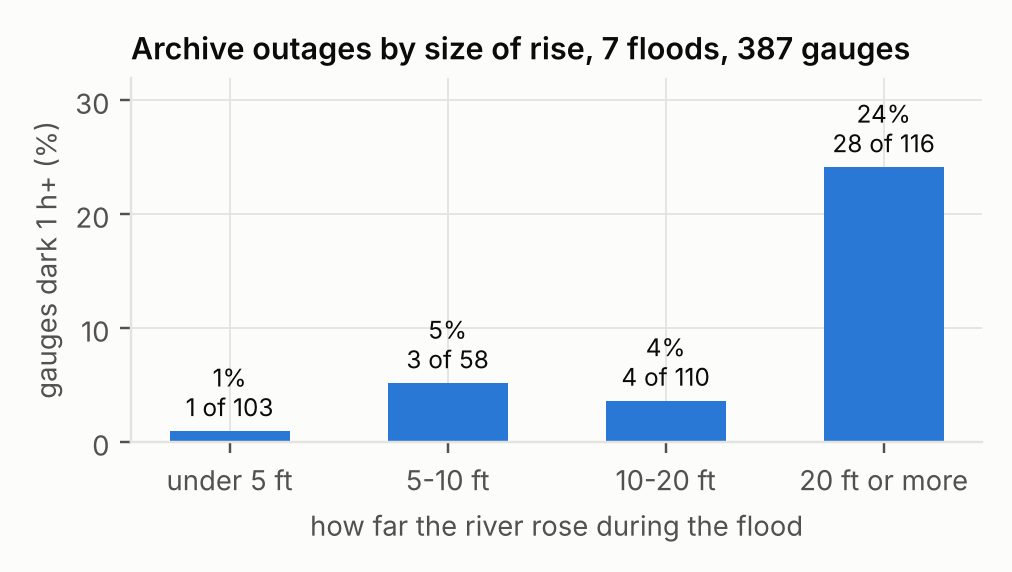 Archive outages by size of rise, 7 floods, 387 gauges
gauges dark 1 h+ (%)
30
20
10
0
1%
1 of 103
5%
3 of 58
4%
4 of 110
24%
28 of 116
under 5 ft
5-10 ft
10-20 ft
20 ft or more
how far the river rose during the flood